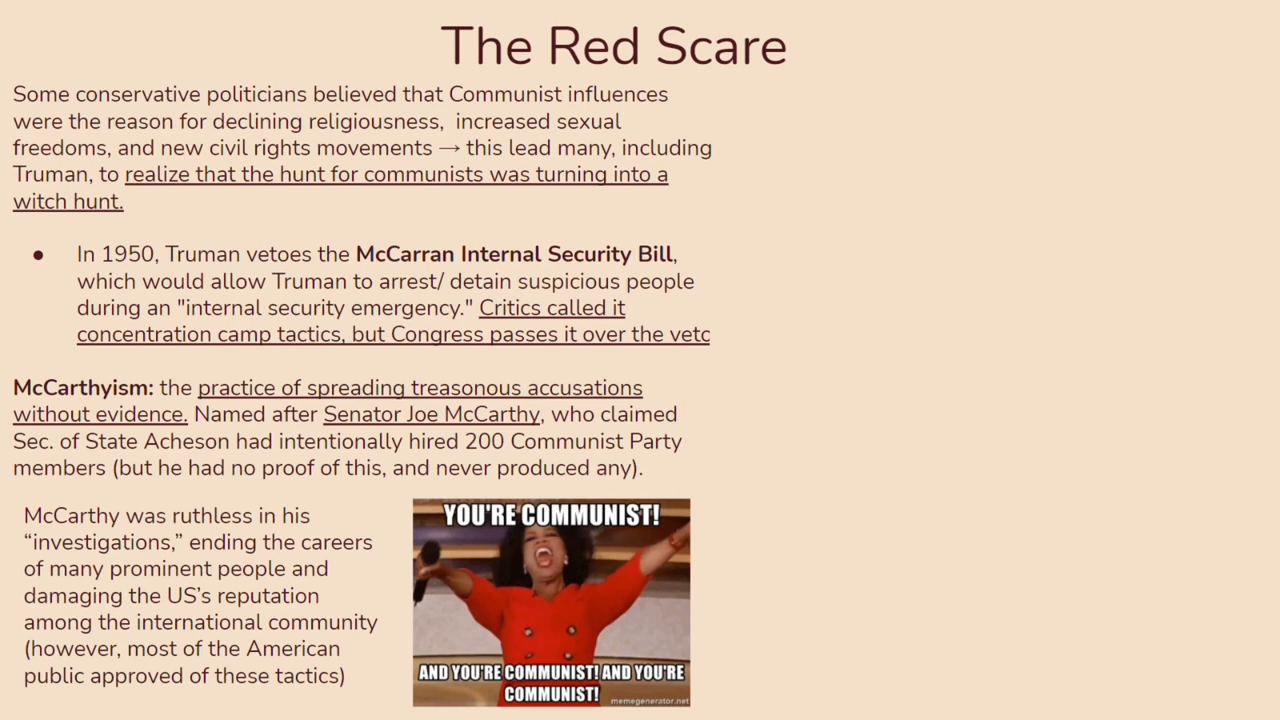 The Red Scare
Some conservative politicians believed that Communist influences
were the reason for declining religiousness,  increased sexual
freedoms, and new civil rights movements → this lead many, including
Truman, to realize that the hunt for communists was turning into a
witch hunt.
● In 1950, Truman vetoes the McCarran Internal Security Bill,
which would allow Truman to arrest/ detain suspicious people
during an "internal security emergency." Critics called it
concentration camp tactics, but Congress passes it over the veto
McCarthyism: the practice of spreading treasonous accusations
without evidence. Named after Senator Joe McCarthy, who claimed
Sec. of State Acheson had intentionally hired 200 Communist Party
members (but he had no proof of this, and never produced any).
McCarthy was ruthless in his
“investigations,” ending the careers
of many prominent people and
damaging the US’s reputation
among the international community
(however, most of the American
public approved of these tactics)
YOU'RE COMMUNIST!
AND YOU'RE COMMUNIST! AND YOU'RE
COMMUNIST!
memegenerator.net